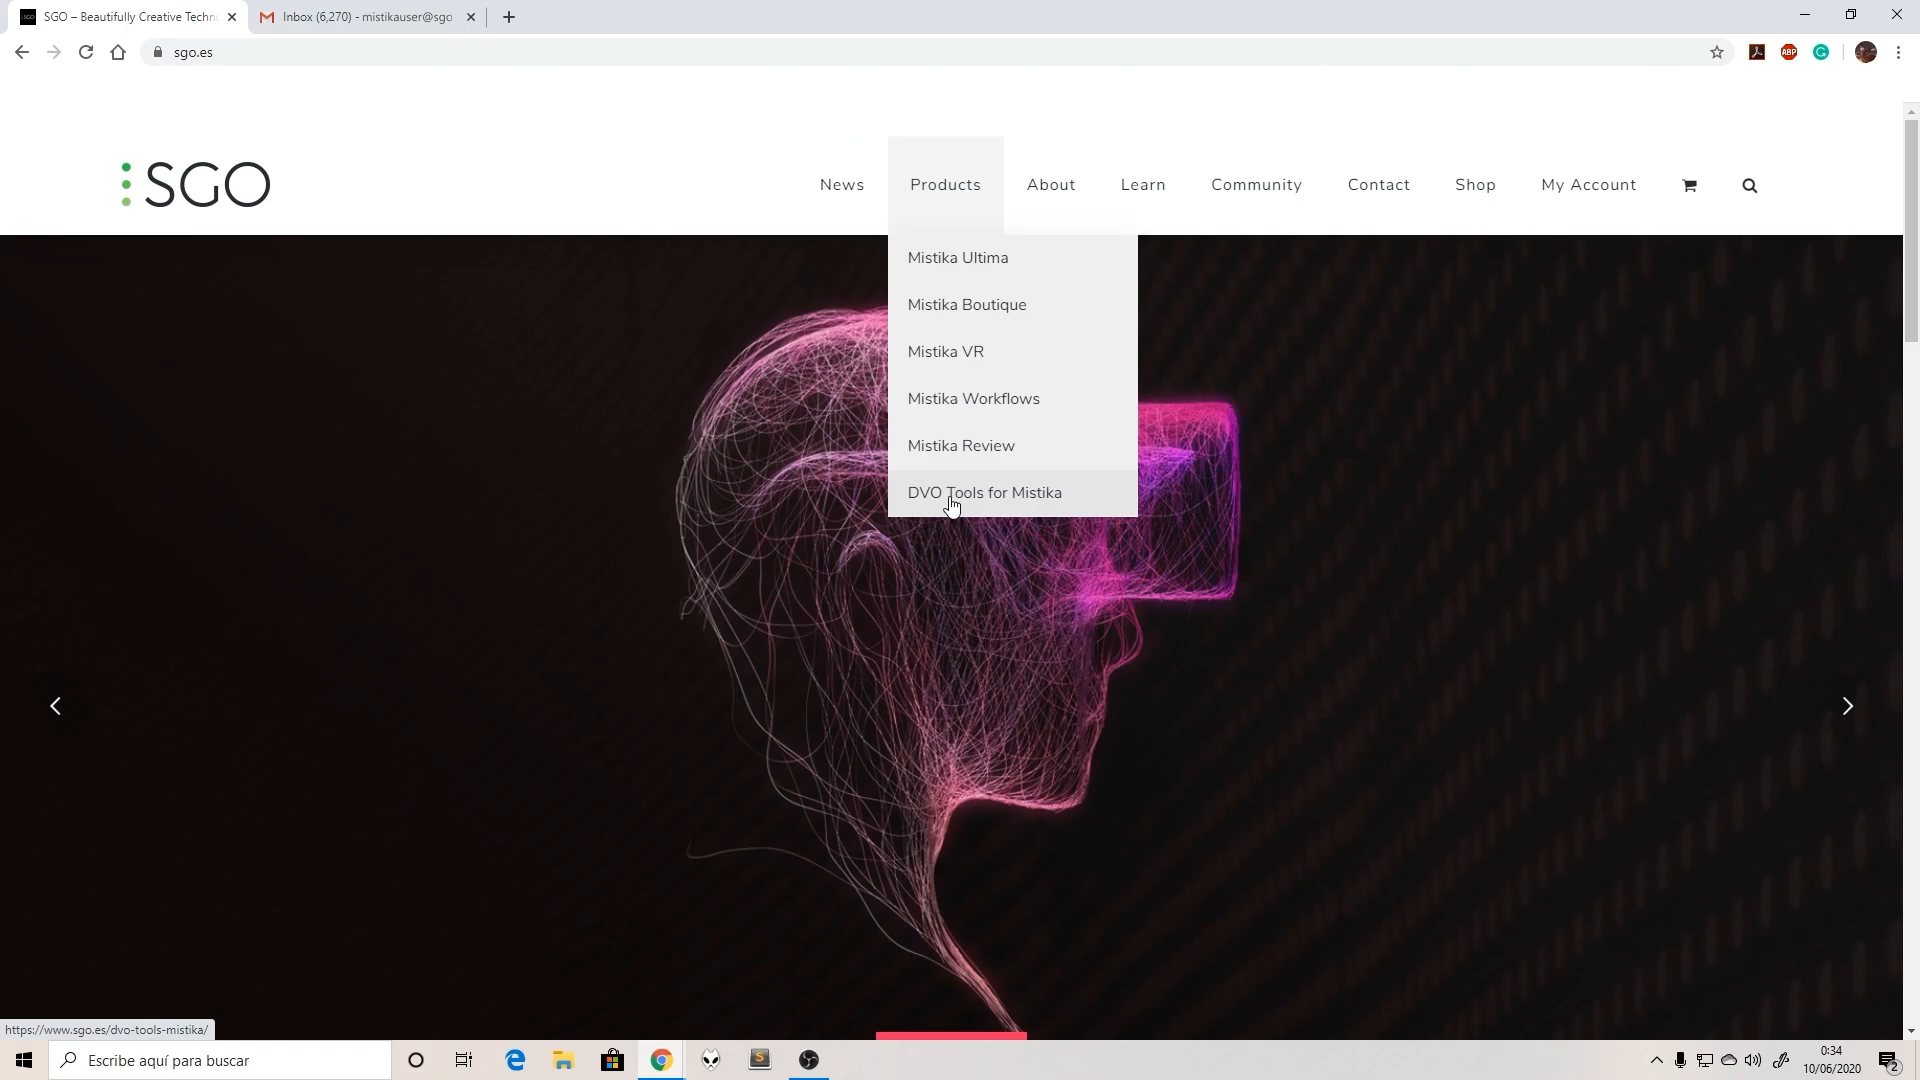 SGO – Beautifully Creative Techn
Inbox (6,270) - mistikauser@sgo
sgo.es
ABP
G
SGO
News
Products
About
Learn
Community
Contact
Shop
My Account
Mistika Ultima
Mistika Boutique
Mistika VR
Mistika Workflows
Mistika Review
DVO Tools for Mistika
https://www.sgo.es/dvo-tools-mistika/
Escribe aquí para buscar
S
0:34
10/06/2020
2